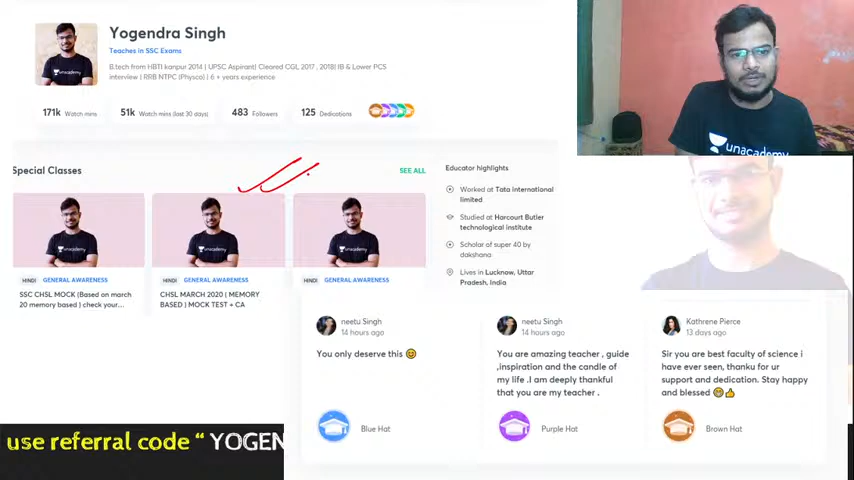 Yogendra Singh
Teaches in SSC Exams
B.tech from HBTI kanpur 2014 | UPSC Aspirant| Cleared CGL 2017 , 2018| IB & Lower PCS
interview | RRB NTPC (Physco) | 6 + years experience
171k Watch mins
51k Watch mins (last 30 days)
483 Followers
125 Dedications
unacademy
Special Classes
SEE ALL
unacademy
unacademy
unacademy
HINDI GENERAL AWARENESS
SSC CHSL MOCK (Based on march
20 memory based ) check your...
HINDI GENERAL AWARENESS
CHSL MARCH 2020 | MEMORY
BASED ) MOCK TEST + CA
HINDI GENERAL AWARENESS
Educator highlights
Worked at Tata international
limited
Studied at Harcourt Butler
technological institute
Scholar of super 40 by
dakshana
Lives in Lucknow, Uttar
Pradesh, India
unacademy
neetu Singh
14 hours ago
You only deserve this 😊
Blue Hat
neetu Singh
14 hours ago
You are amazing teacher , guide
,inspiration and the candle of
my life .I am deeply thankful
that you are my teacher .
Purple Hat
Kathrene Pierce
13 days ago
Sir you are best faculty of science i
have ever seen, thanku for ur
support and dedication. Stay happy
and blessed 😁👍
Brown Hat
use referral code “ YOGEN